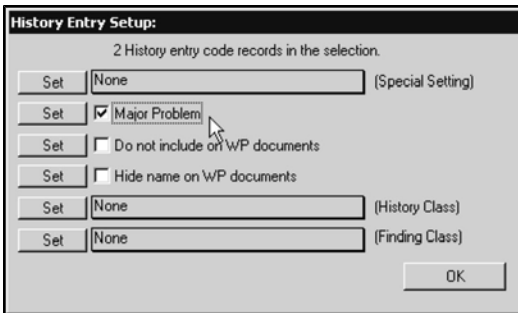 History Entry Setup:
2 History entry code records in the selection.
Set None (Special Setting)
Set Major Problem
Set Do not include on WP documents
Set Hide name on WP documents
Set None (History Class)
Set None (Finding Class)
OK